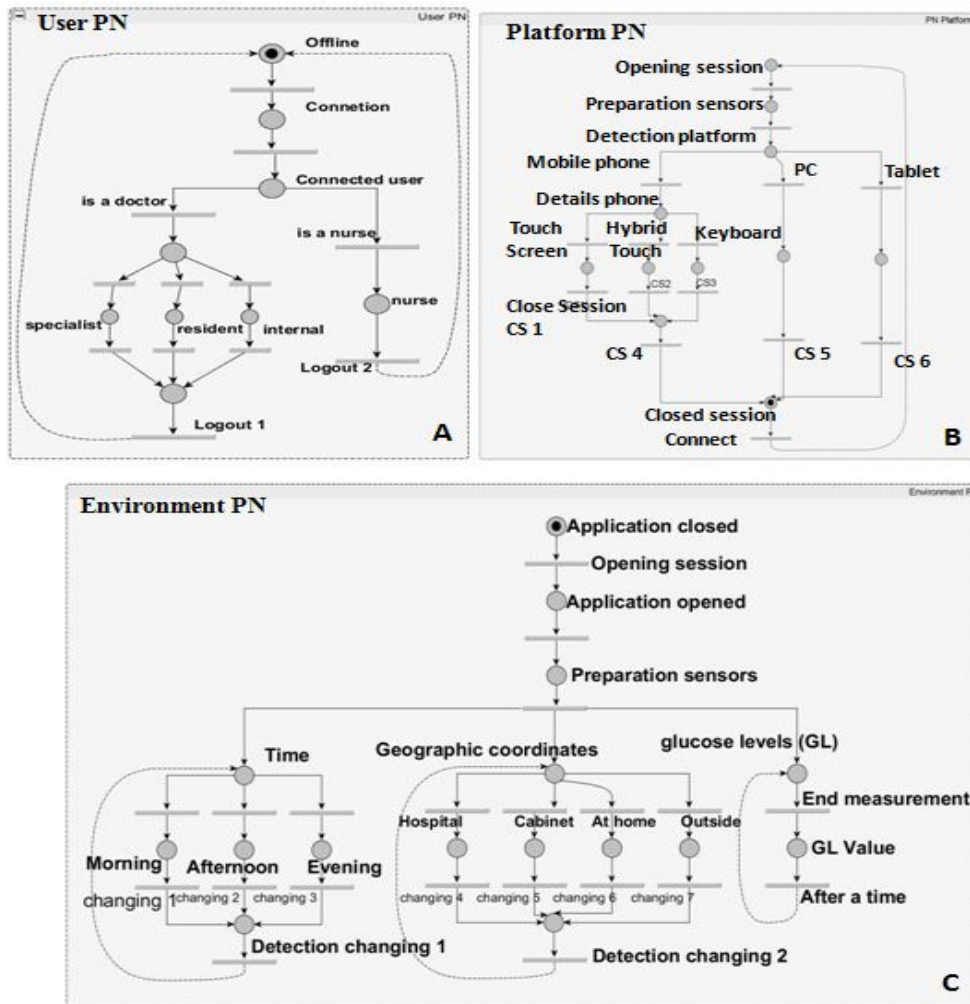 User PN
User PN
Offline
Connetion
Connected user
is a doctor
is a nurse
nurse
specialist
resident
internal
Logout 2
Logout 1
A
Platform PN
Opening session
Preparation sensors
Detection platform
Mobile phone
PC
Tablet
Details phone
Touch Screen
Hybrid Touch
Keyboard
CS2
CS3
Close Session
CS 1
CS 4
CS 5
CS 6
Closed session
Connect
B
Environment PN
Application closed
Opening session
Application opened
Preparation sensors
Time
Geographic coordinates
glucose levels (GL)
End measurement
Hospital
Cabinet
At home
Outside
Morning
Afternoon
Evening
GL Value
changing 1
changing 2
changing 3
changing 4
changing 5
changing 6
changing 7
After a time
Detection changing 1
Detection changing 2
C